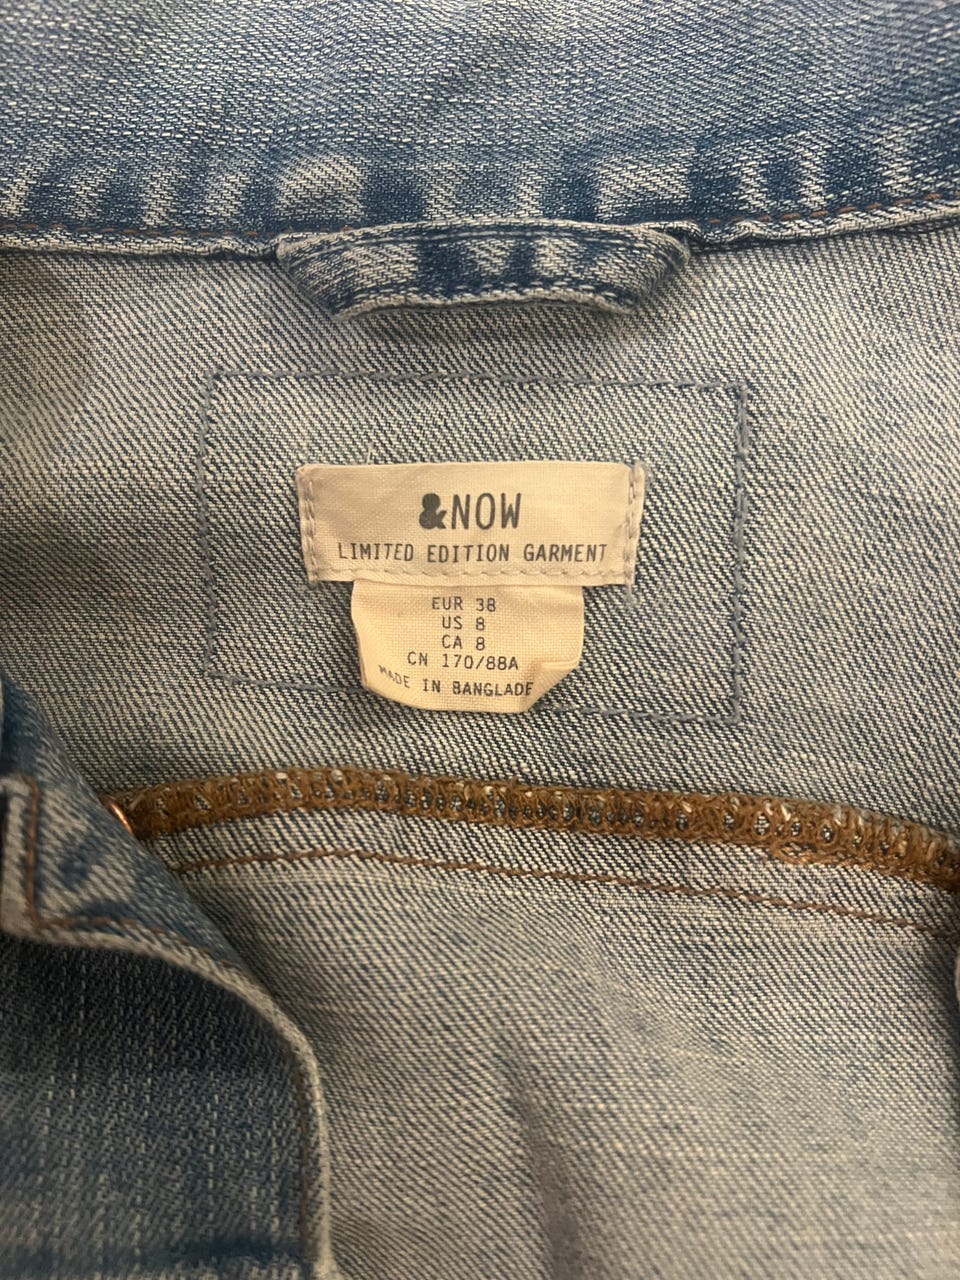 &NOW
LIMITED EDITION GARMENT
EUR 38
US 8
CA 8
CN 170/88A
MADE IN BANGLADE